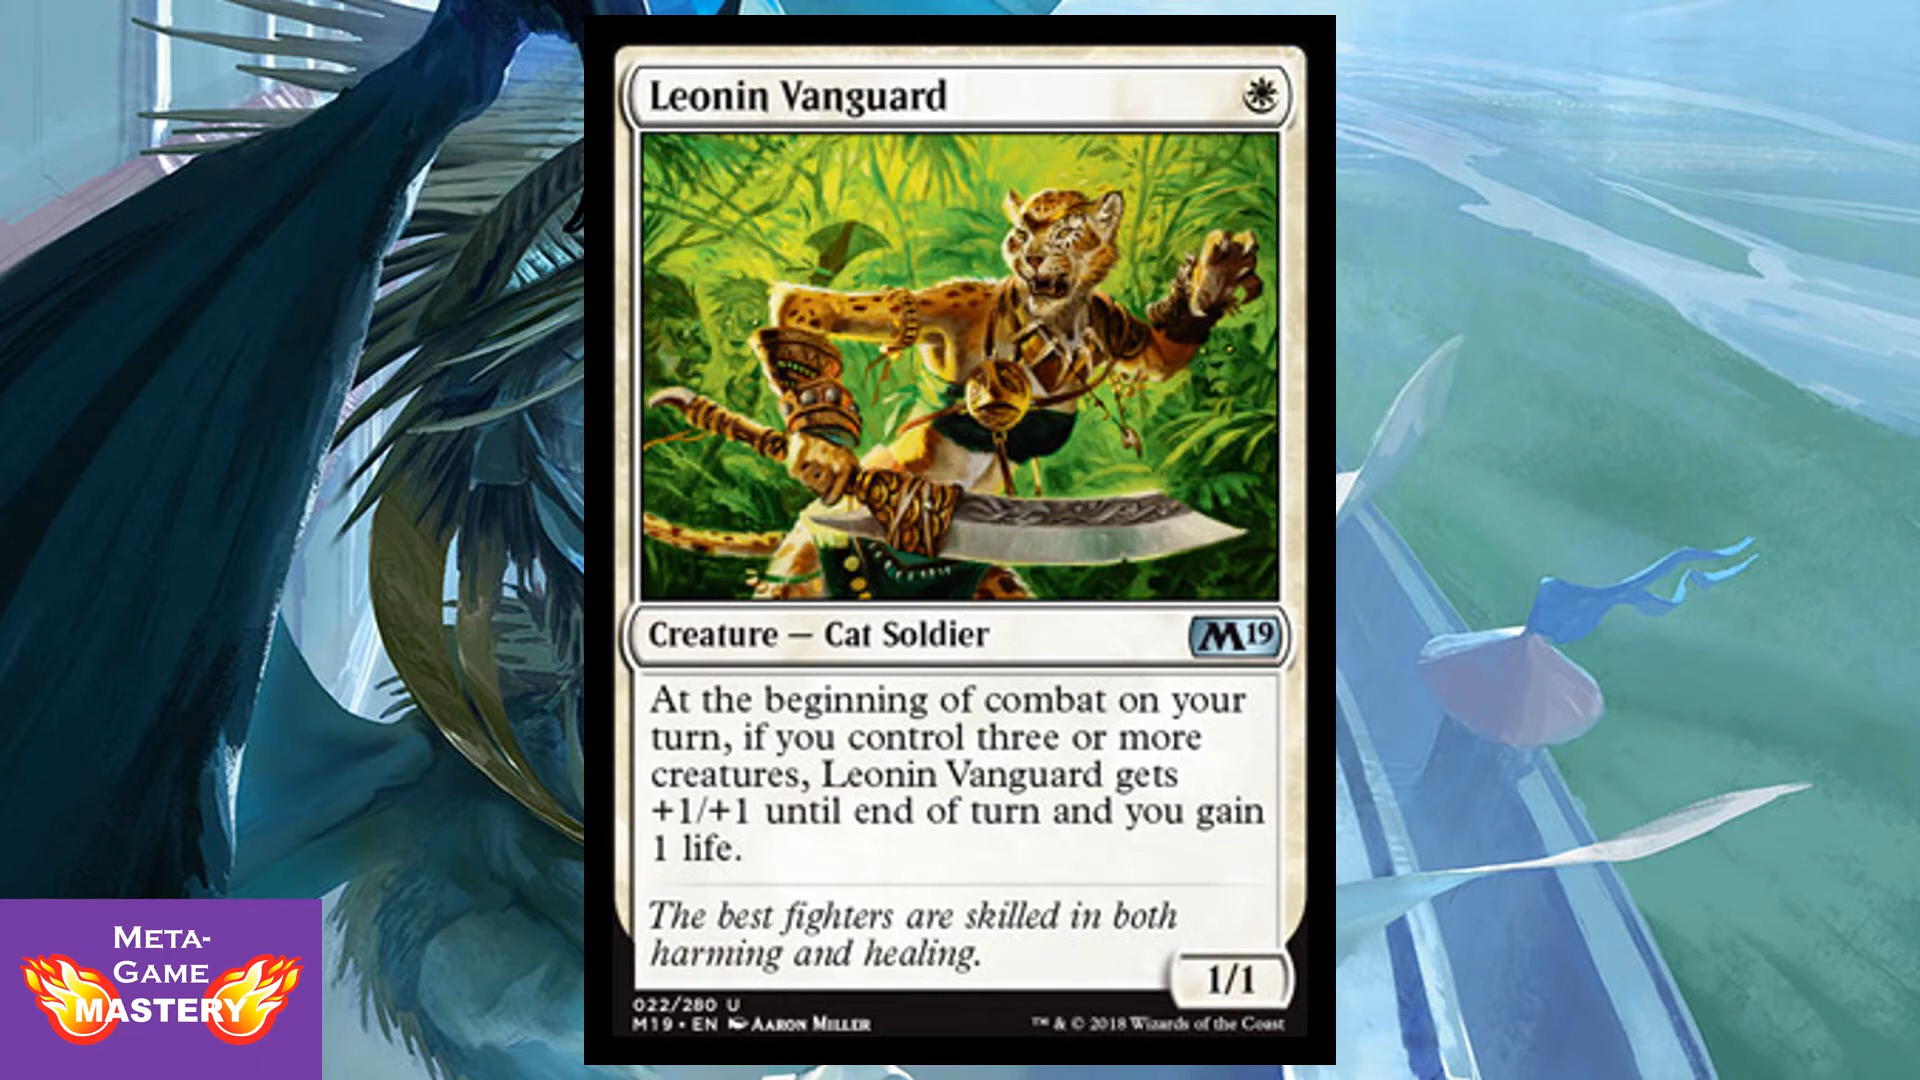 Leonin Vanguard
Creature — Cat Soldier
M19
At the beginning of combat on your
turn, if you control three or more
creatures, Leonin Vanguard gets
+1/+1 until end of turn and you gain
1 life.
The best fighters are skilled in both
harming and healing.
1/1
022/280 U
M19 • EN Aaron Miller
™ & © 2018 Wizards of the Coast
META-
GAME
MASTERY